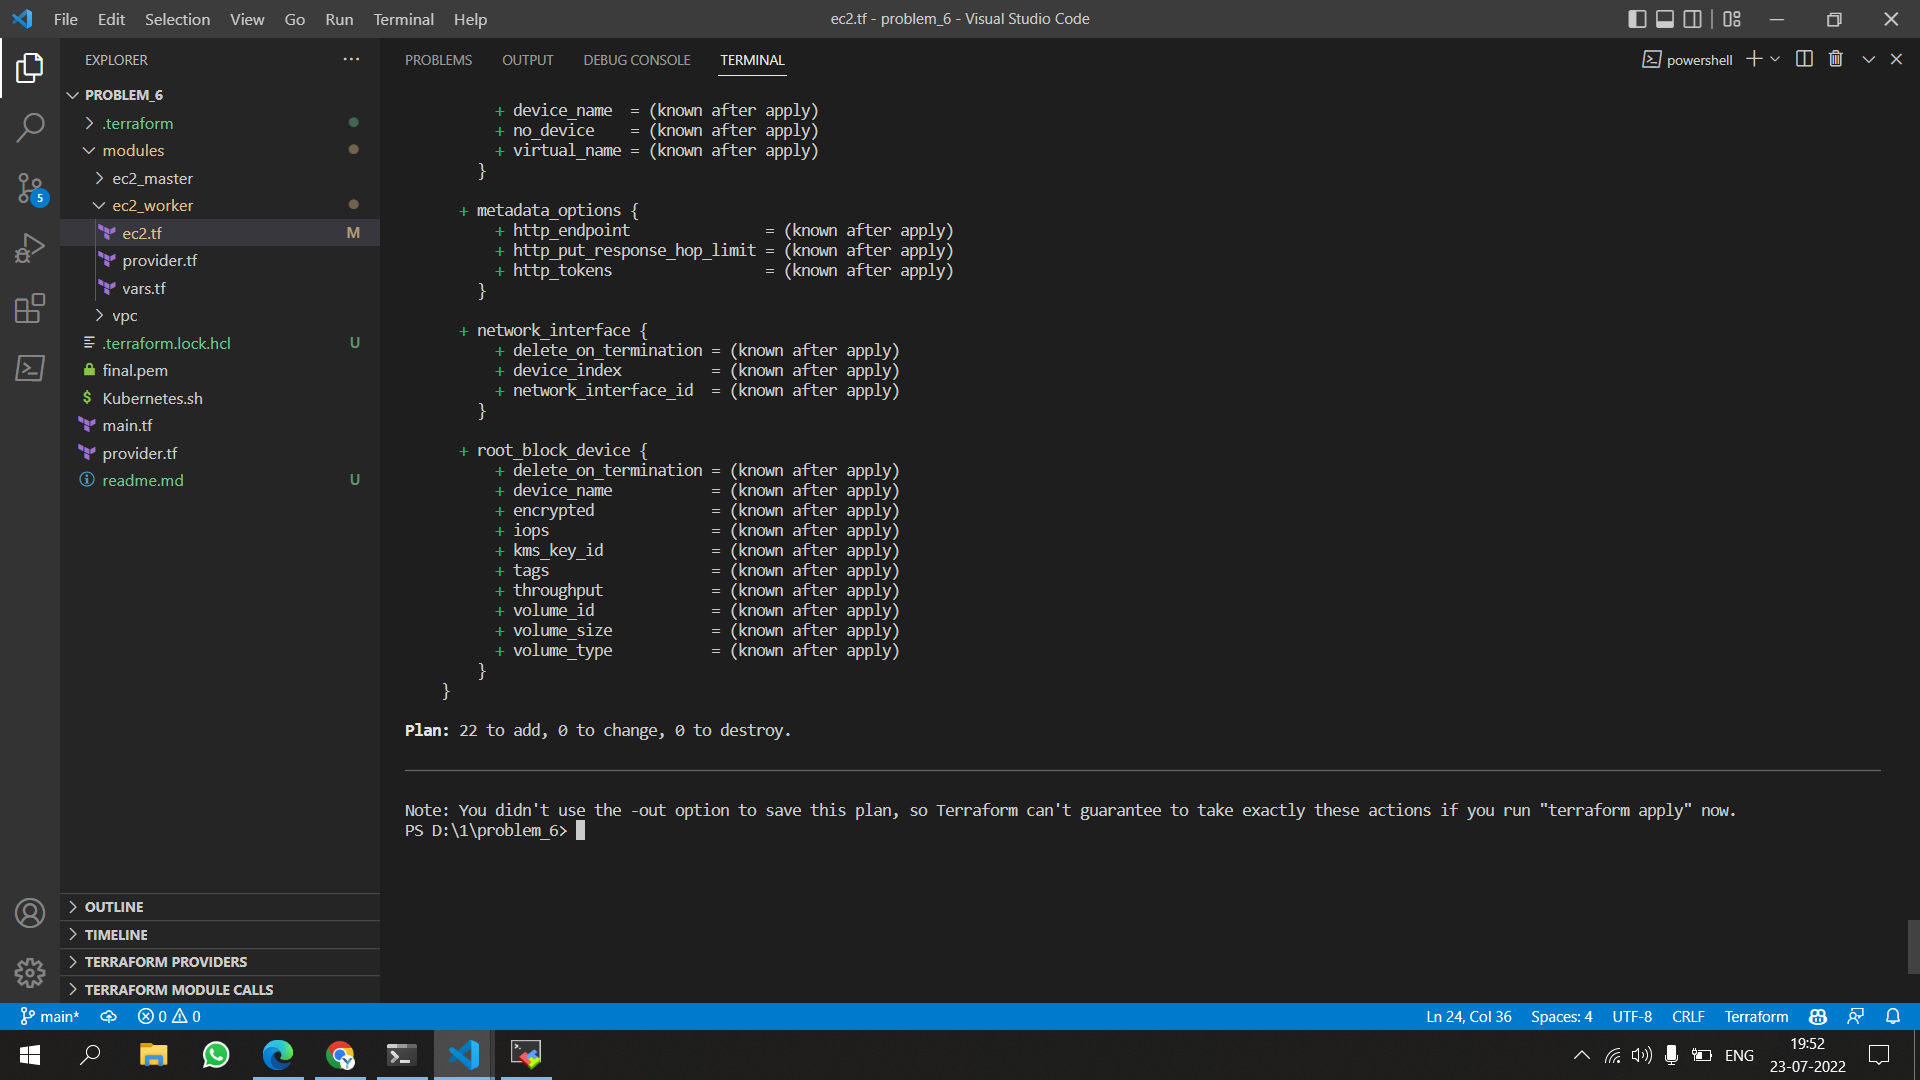 File Edit Selection View Go Run Terminal Help
ec2.tf - problem_6 - Visual Studio Code
EXPLORER
PROBLEM_6
.terraform
modules
ec2_master
ec2_worker
ec2.tf M
provider.tf
vars.tf
vpc
.terraform.lock.hcl U
final.pem
Kubernetes.sh
main.tf
provider.tf
readme.md U
OUTLINE
TIMELINE
TERRAFORM PROVIDERS
TERRAFORM MODULE CALLS
5
PROBLEMS OUTPUT DEBUG CONSOLE TERMINAL
powershell
+ device_name  = (known after apply)
+ no_device    = (known after apply)
+ virtual_name = (known after apply)
}
+ metadata_options {
+ http_endpoint               = (known after apply)
+ http_put_response_hop_limit = (known after apply)
+ http_tokens                 = (known after apply)
}
+ network_interface {
+ delete_on_termination = (known after apply)
+ device_index          = (known after apply)
+ network_interface_id  = (known after apply)
}
+ root_block_device {
+ delete_on_termination = (known after apply)
+ device_name           = (known after apply)
+ encrypted             = (known after apply)
+ iops                  = (known after apply)
+ kms_key_id            = (known after apply)
+ tags                  = (known after apply)
+ throughput            = (known after apply)
+ volume_id             = (known after apply)
+ volume_size           = (known after apply)
+ volume_type           = (known after apply)
}
}
Plan: 22 to add, 0 to change, 0 to destroy.
Note: You didn't use the -out option to save this plan, so Terraform can't guarantee to take exactly these actions if you run "terraform apply" now.
PS D:\1\problem_6>
main* 0 0
Ln 24, Col 36 Spaces: 4 UTF-8 CRLF Terraform
ENG
19:52
23-07-2022